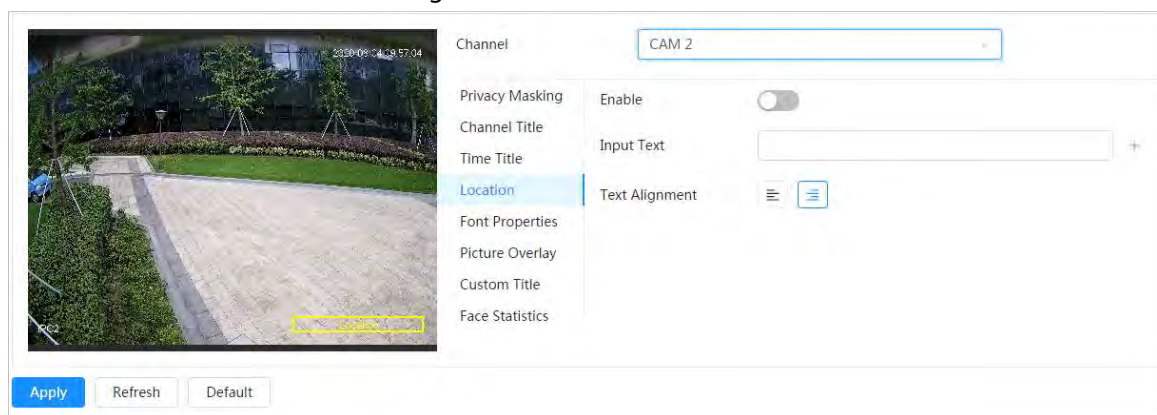 Channel
CAM 2
Privacy Masking
Channel Title
Time Title
Location
Font Properties
Picture Overlay
Custom Title
Face Statistics
Enable
Input Text
Text Alignment
Location
Apply
Refresh
Default